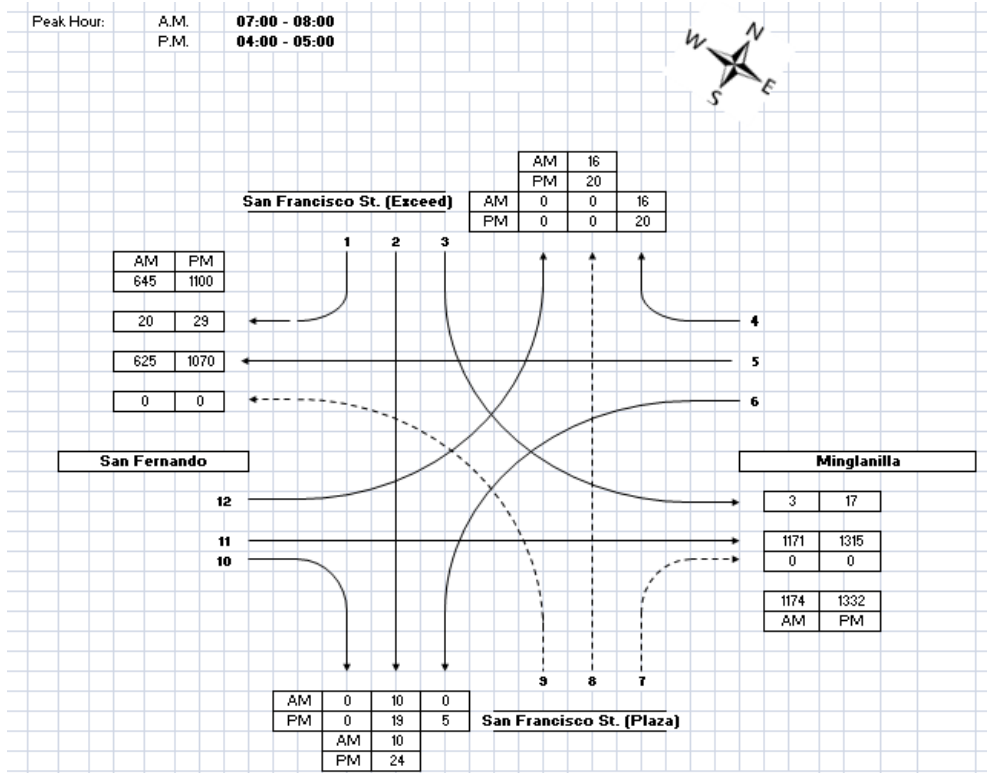 Peak Hour: A.M. 07:00 - 08:00
P.M. 04:00 - 05:00
N
W
E
S
AM 16
PM 20
San Francisco St. (Exceed) AM 0 0 16
PM 0 0 20
1 2 3
AM PM
645 1100
20 29 4
625 1070 5
0 0 6
San Fernando Minglanilla
12 3 17
11 1171 1315
10 0 0
1174 1332
AM PM
9 8 7
AM 0 10 0
PM 0 19 5 San Francisco St. (Plaza)
AM 10
PM 24